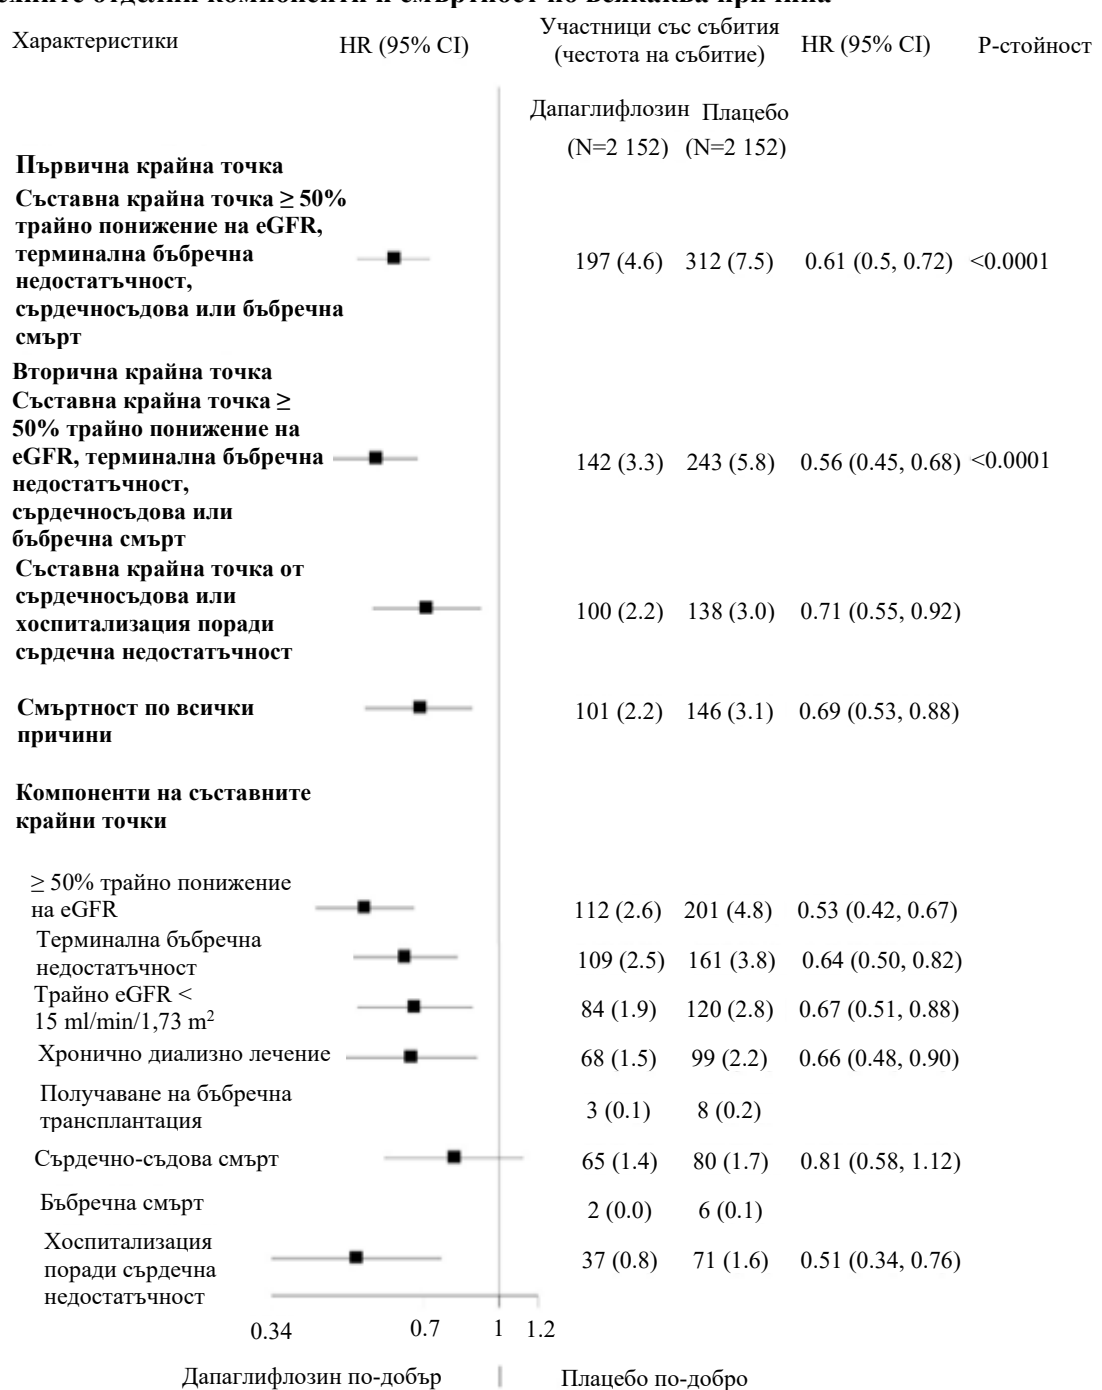 техните отделни компоненти и смъртност по всякаква причина
Характеристики HR (95% CI) Участници със събития (честота на събитие) HR (95% CI) Р-стойност
Дапаглифлозин Плацебо
(N=2 152) (N=2 152)
Първична крайна точка
Съставна крайна точка ≥ 50%
трайно понижение на eGFR,
терминална бъбречна
недостатъчност,
сърдечносъдова или бъбречна
смърт
197 (4.6) 312 (7.5) 0.61 (0.5, 0.72) <0.0001
Вторична крайна точка
Съставна крайна точка ≥
50% трайно понижение на
eGFR, терминална бъбречна
недостатъчност,
сърдечносъдова или
бъбречна смърт
142 (3.3) 243 (5.8) 0.56 (0.45, 0.68) <0.0001
Съставна крайна точка от
сърдечносъдова или
хоспитализация поради
сърдечна недостатъчност
100 (2.2) 138 (3.0) 0.71 (0.55, 0.92)
Смъртност по всички
причини
101 (2.2) 146 (3.1) 0.69 (0.53, 0.88)
Компоненти на съставните
крайни точки
≥ 50% трайно понижение
на eGFR
112 (2.6) 201 (4.8) 0.53 (0.42, 0.67)
Терминална бъбречна
недостатъчност
109 (2.5) 161 (3.8) 0.64 (0.50, 0.82)
Трайно eGFR <
15 ml/min/1,73 m²
84 (1.9) 120 (2.8) 0.67 (0.51, 0.88)
Хронично диализно лечение 68 (1.5) 99 (2.2) 0.66 (0.48, 0.90)
Получаване на бъбречна
трансплантация
3 (0.1) 8 (0.2)
Сърдечно-съдова смърт 65 (1.4) 80 (1.7) 0.81 (0.58, 1.12)
Бъбречна смърт 2 (0.0) 6 (0.1)
Хоспитализация
поради сърдечна
недостатъчност
37 (0.8) 71 (1.6) 0.51 (0.34, 0.76)
0.34 0.7 1 1.2
Дапаглифлозин по-добър Плацебо по-добро